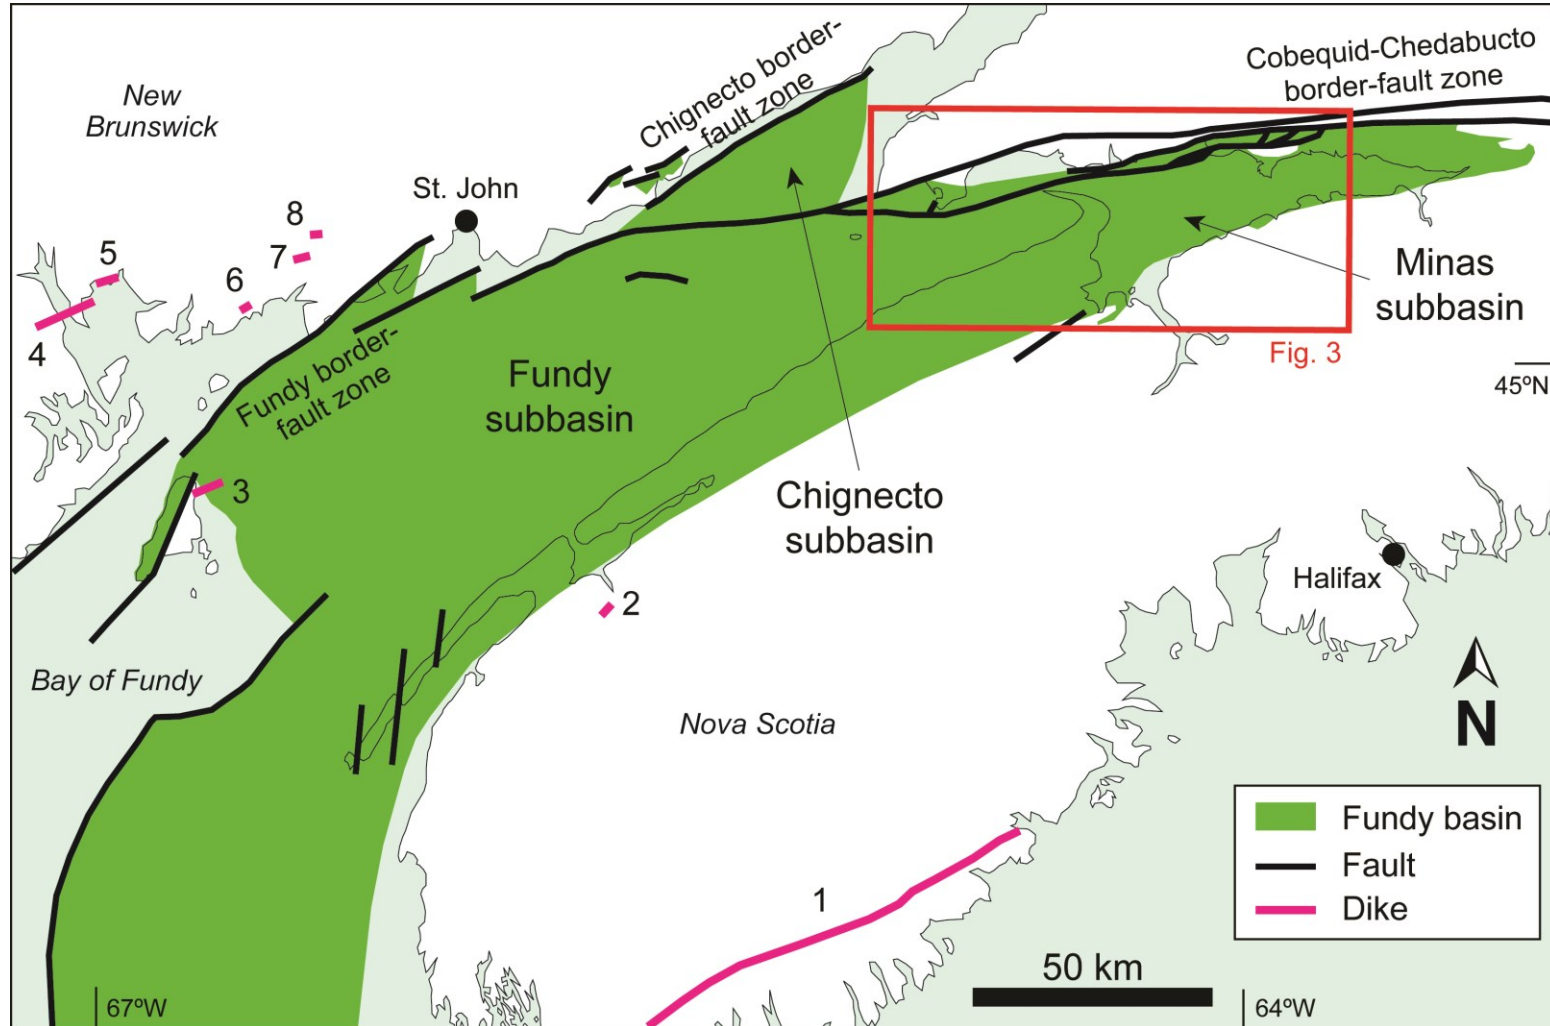 New
Brunswick
Chignecto border-
fault zone
Cobequid-Chedabucto
border-fault zone
St. John
8
7
5
6
4
Minas
subbasin
Fig. 3
45ºN
Fundy border-
fault zone
Fundy
subbasin
Chignecto
subbasin
3
2
Halifax
Bay of Fundy
Nova Scotia
N
1
Fundy basin
Fault
Dike
50 km
67ºW
64ºW